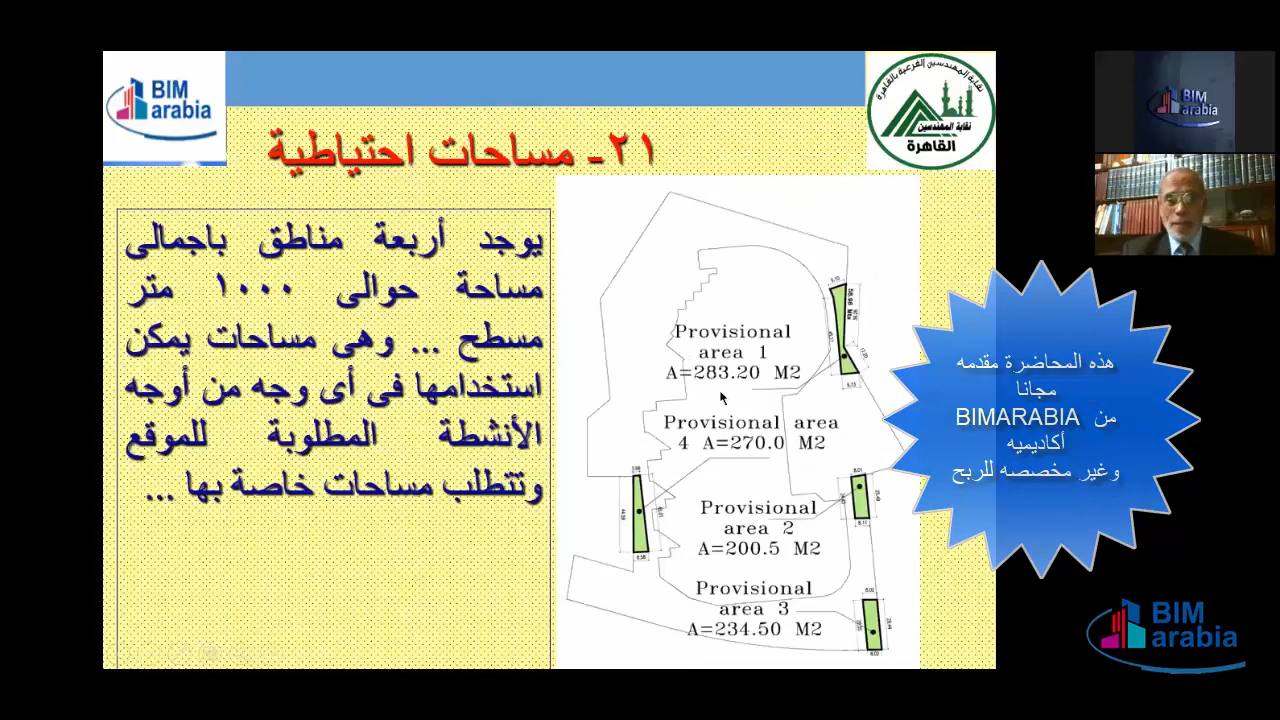 BIM
arabia
نقابة المهندسين الفرعية بالقاهرة
نقابة المهندسين
القاهرة
٢١- مساحات احتياطية
يوجد أربعة مناطق باجمالى
مساحة حوالى ١٠٠٠ متر
مسطح ... وهى مساحات يمكن
استخدامها فى أى وجه من أوجه
الأنشطة المطلوبة للموقع
وتتطلب مساحات خاصة بها ...
Provisional
area 1
A=283.20 M2
Provisional area
4 A=270.0 M2
Provisional
area 2
A=200.5 M2
Provisional
area 3
A=234.50 M2
BIM
arabia
هذه المحاضرة مقدمه
مجانا
من BIMARABIA
أكاديميه
وغير مخصصه للربح
BIM
arabia